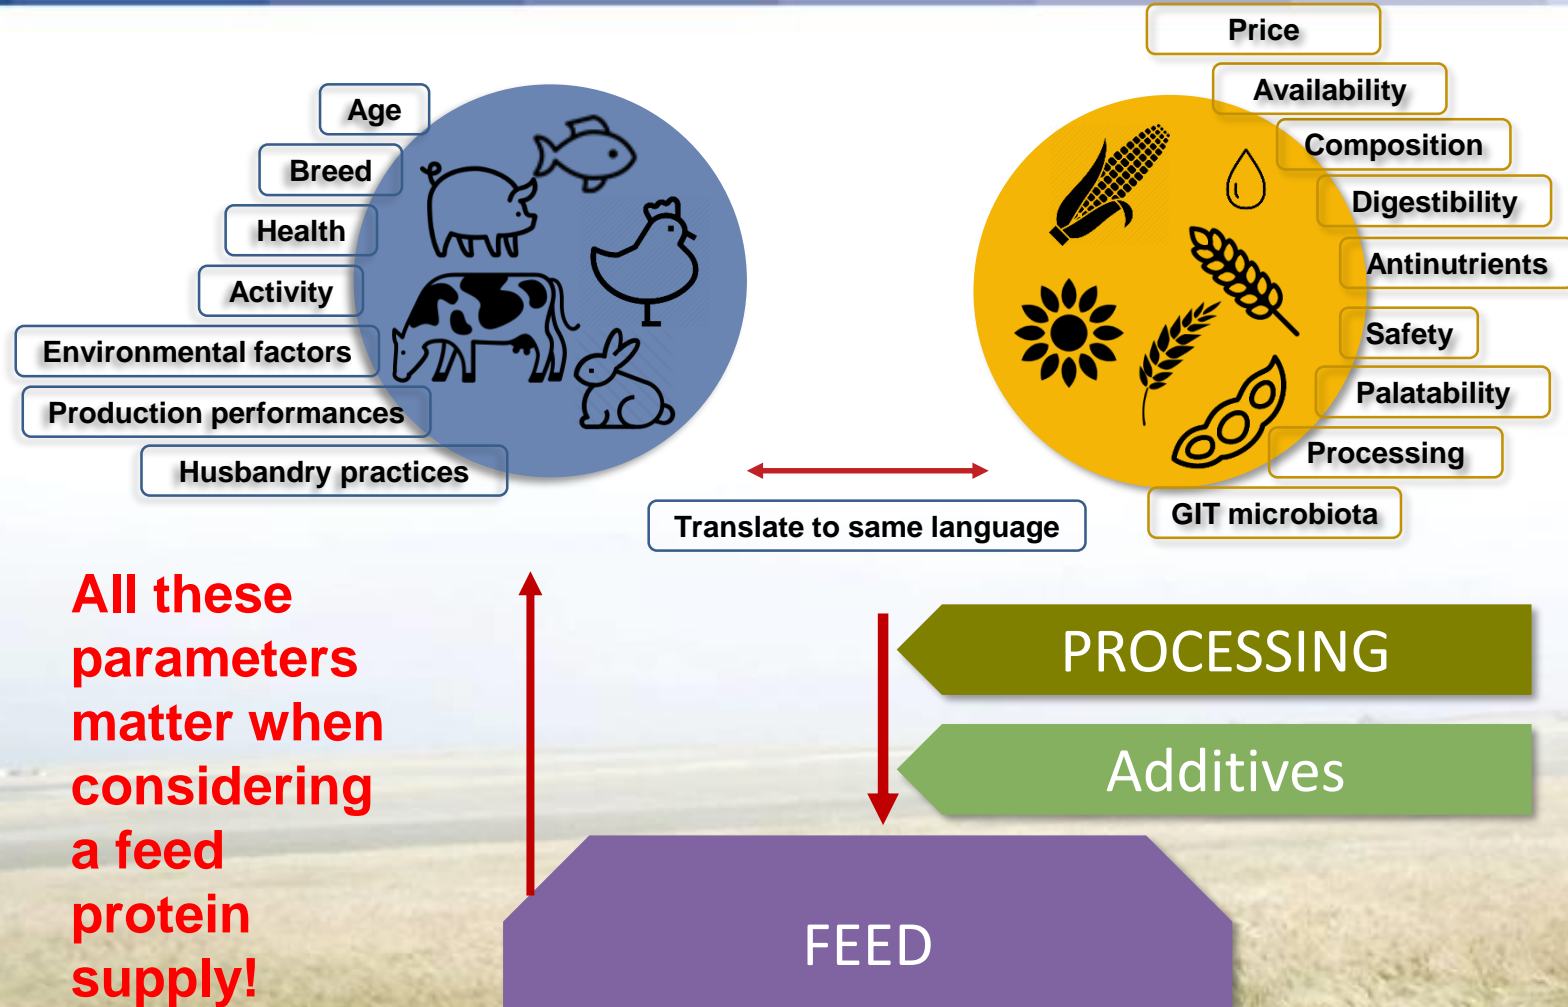 Age
Breed
Health
Activity
Environmental factors
Production performances
Husbandry practices
Price
Availability
Composition
Digestibility
Antinutrients
Safety
Palatability
Processing
GIT microbiota
Translate to same language
All these
parameters
matter when
considering
a feed
protein
supply!
PROCESSING
Additives
FEED